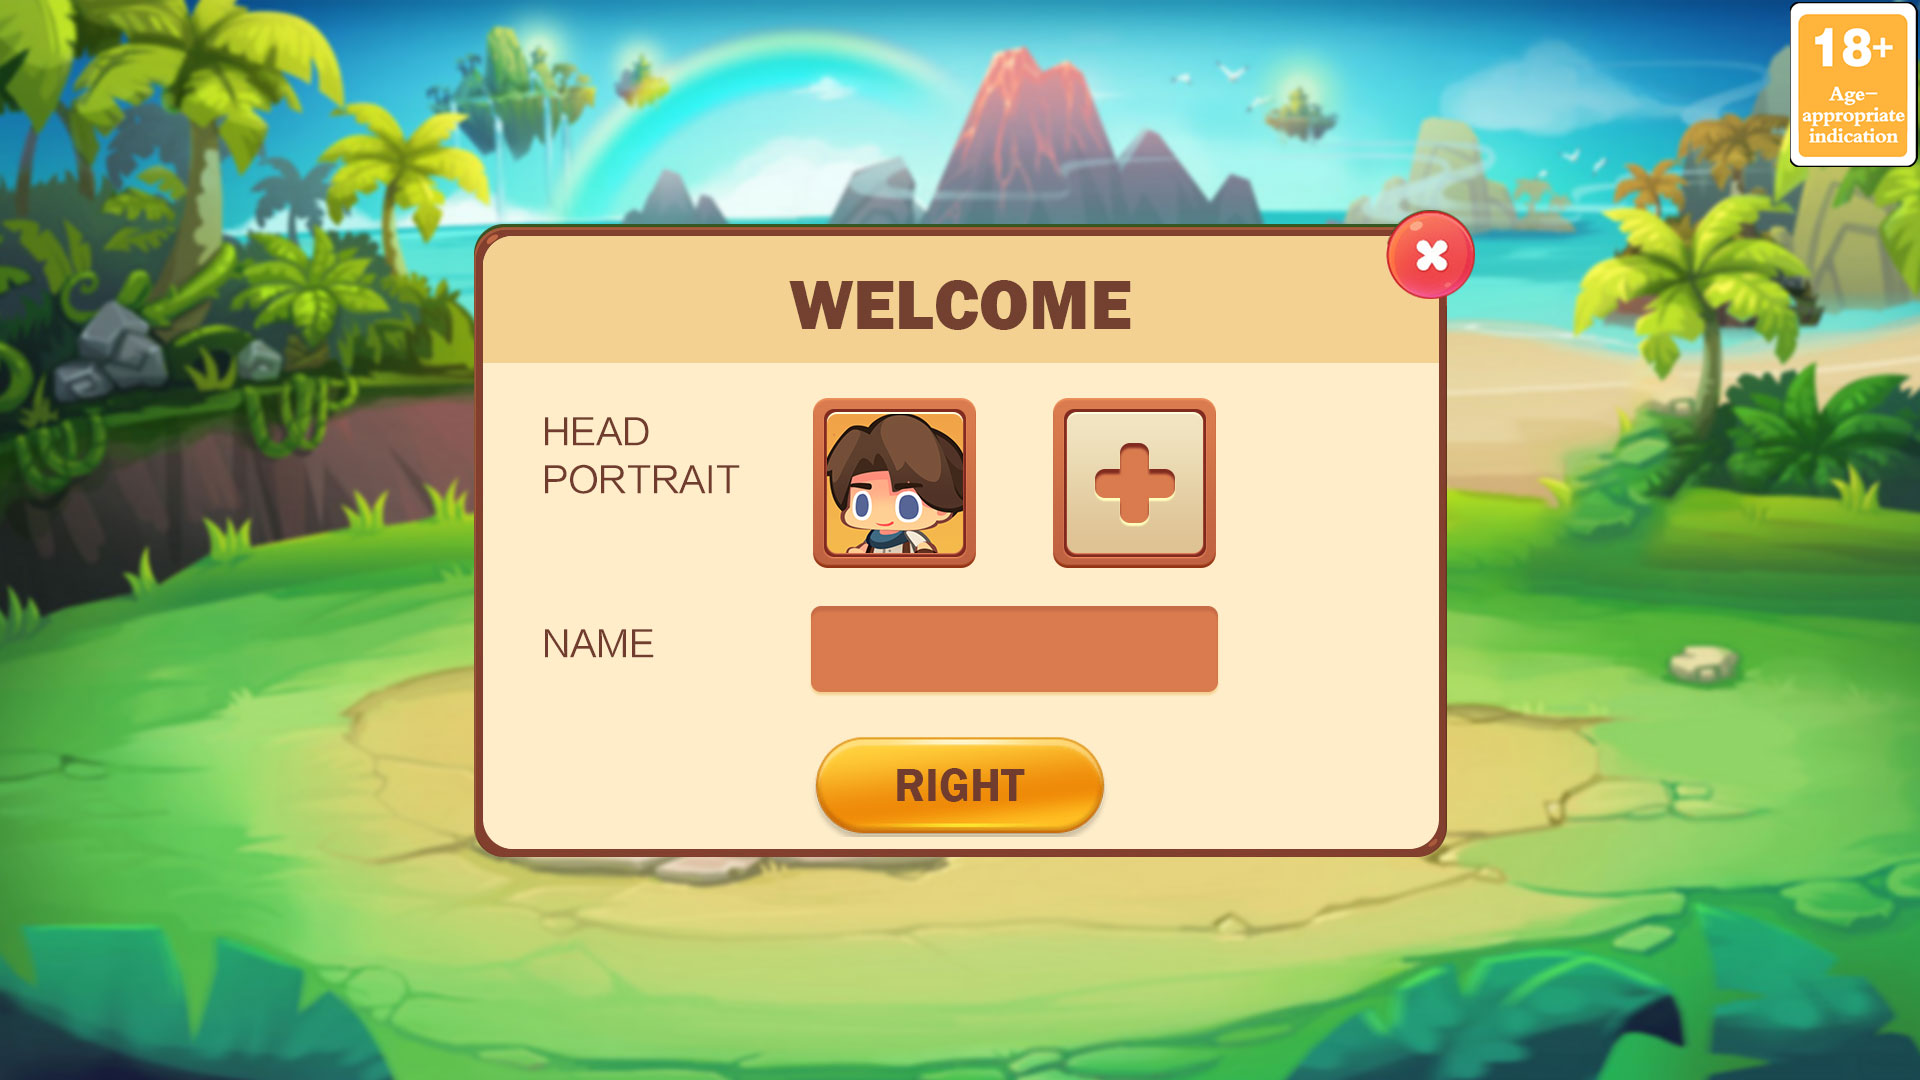 18+
Age-
appropriate
indication
WELCOME
HEAD
PORTRAIT
NAME
RIGHT